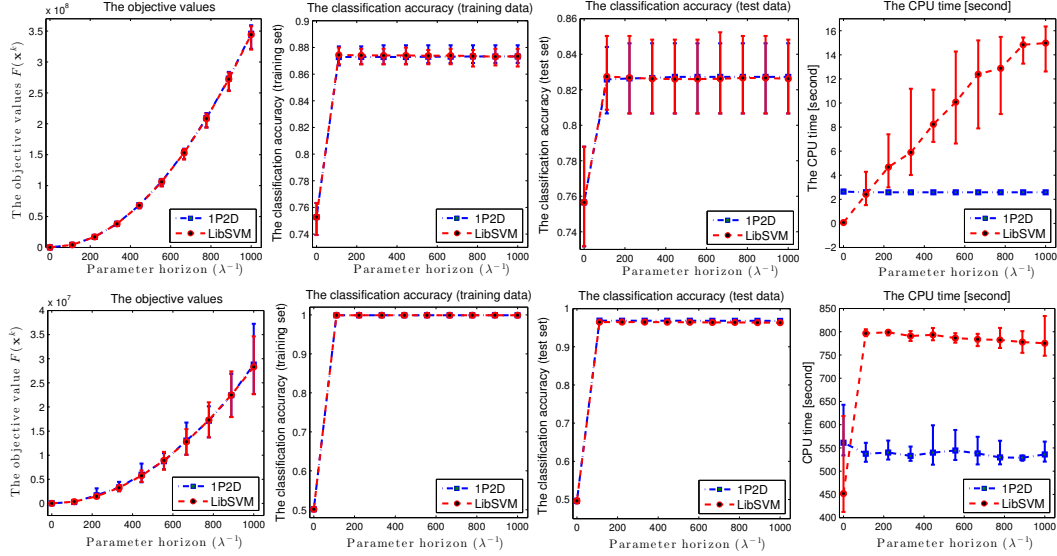 The objective values
The objective values F(x^k)
x 10^8
3.5
3
2.5
2
1.5
1
0.5
0
0 200 400 600 800 1000
Parameter horizon (λ^{-1})
1P2D
LibSVM
The classification accuracy (training data)
The classification accuracy (training set)
0.9
0.88
0.86
0.84
0.82
0.8
0.78
0.76
0.74
0 200 400 600 800 1000
Parameter horizon (λ^{-1})
1P2D
LibSVM
The classification accuracy (test data)
The classification accuracy (test set)
0.86
0.84
0.82
0.8
0.78
0.76
0.74
0 200 400 600 800 1000
Parameter horizon (λ^{-1})
1P2D
LibSVM
The CPU time [second]
The CPU time [second]
16
14
12
10
8
6
4
2
0
−2
0 200 400 600 800 1000
Parameter horizon (λ^{-1})
1P2D
LibSVM
The objective values
The objective value F(x^k)
x 10^7
4
3.5
3
2.5
2
1.5
1
0.5
0
0 200 400 600 800 1000
Parameter horizon (λ^{-1})
1P2D
LibSVM
The classification accuracy (training data)
The classification accuracy (training set)
1
0.9
0.8
0.7
0.6
0.5
0 200 400 600 800 1000
Parameter horizon (λ^{-1})
1P2D
LibSVM
The classification accuracy (test data)
The classification accuracy (test set)
1
0.9
0.8
0.7
0.6
0.5
0 200 400 600 800 1000
Parameter horizon (λ^{-1})
1P2D
LibSVM
The CPU time [second]
CPU time [second]
850
800
750
700
650
600
550
500
450
400
0 200 400 600 800 1000
Parameter horizon (λ^{-1})
1P2D
LibSVM